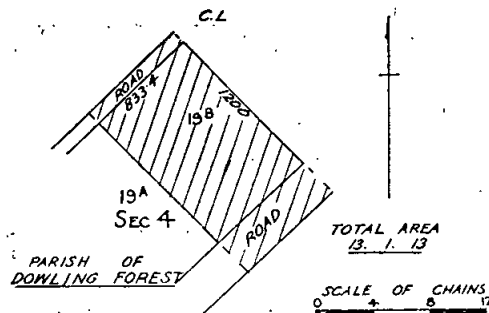 C.L
ROAD
833·4
1200
198
19A
SEC 4
ROAD
PARISH OF
DOWLING FOREST
TOTAL AREA
13. 1. 13
SCALE OF CHAINS
0 4 8 12